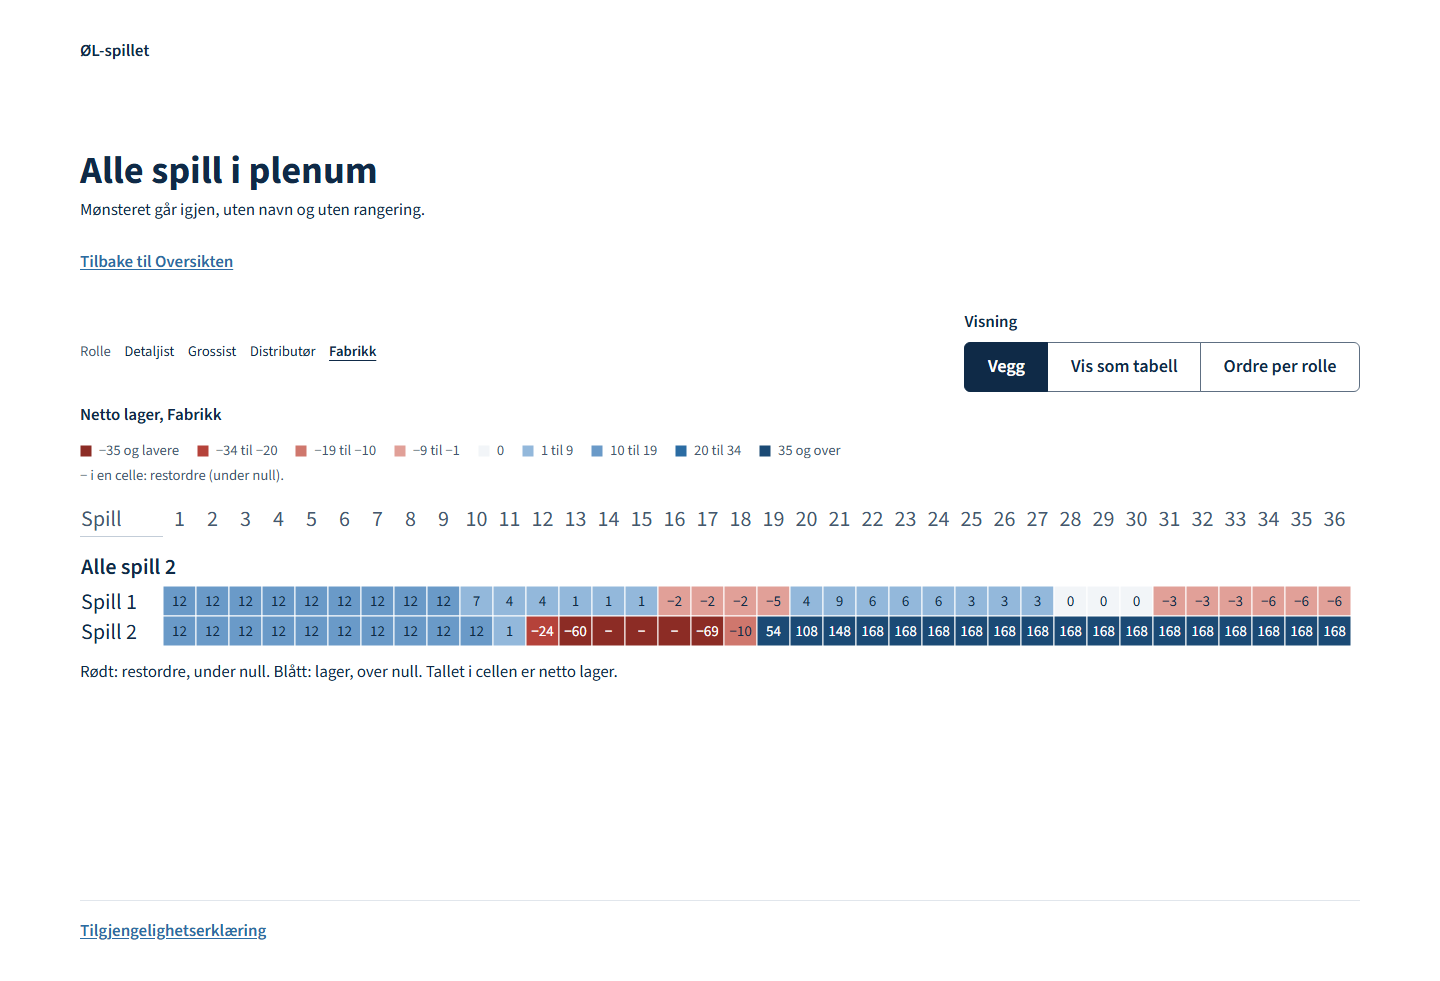 ØL-spillet
Alle spill i plenum
Mønsteret går igjen, uten navn og uten rangering.
Tilbake til Oversikten
Visning
Rolle Detaljist Grossist Distributør Fabrikk
Vegg Vis som tabell Ordre per rolle
Netto lager, Fabrikk
−35 og lavere −34 til −20 −19 til −10 −9 til −1 0 1 til 9 10 til 19 20 til 34 35 og over
− i en celle: restordre (under null).
Spill 1 2 3 4 5 6 7 8 9 10 11 12 13 14 15 16 17 18 19 20 21 22 23 24 25 26 27 28 29 30 31 32 33 34 35 36
Alle spill 2
Spill 1 12 12 12 12 12 12 12 12 12 7 4 4 1 1 1 −2 −2 −2 −5 4 9 6 6 6 3 3 3 0 0 0 −3 −3 −3 −6 −6 −6
Spill 2 12 12 12 12 12 12 12 12 12 12 1 −24 −60 − − − −69 −10 54 108 148 168 168 168 168 168 168 168 168 168 168 168 168 168 168 168
Rødt: restordre, under null. Blått: lager, over null. Tallet i cellen er netto lager.
Tilgjengelighetserklæring